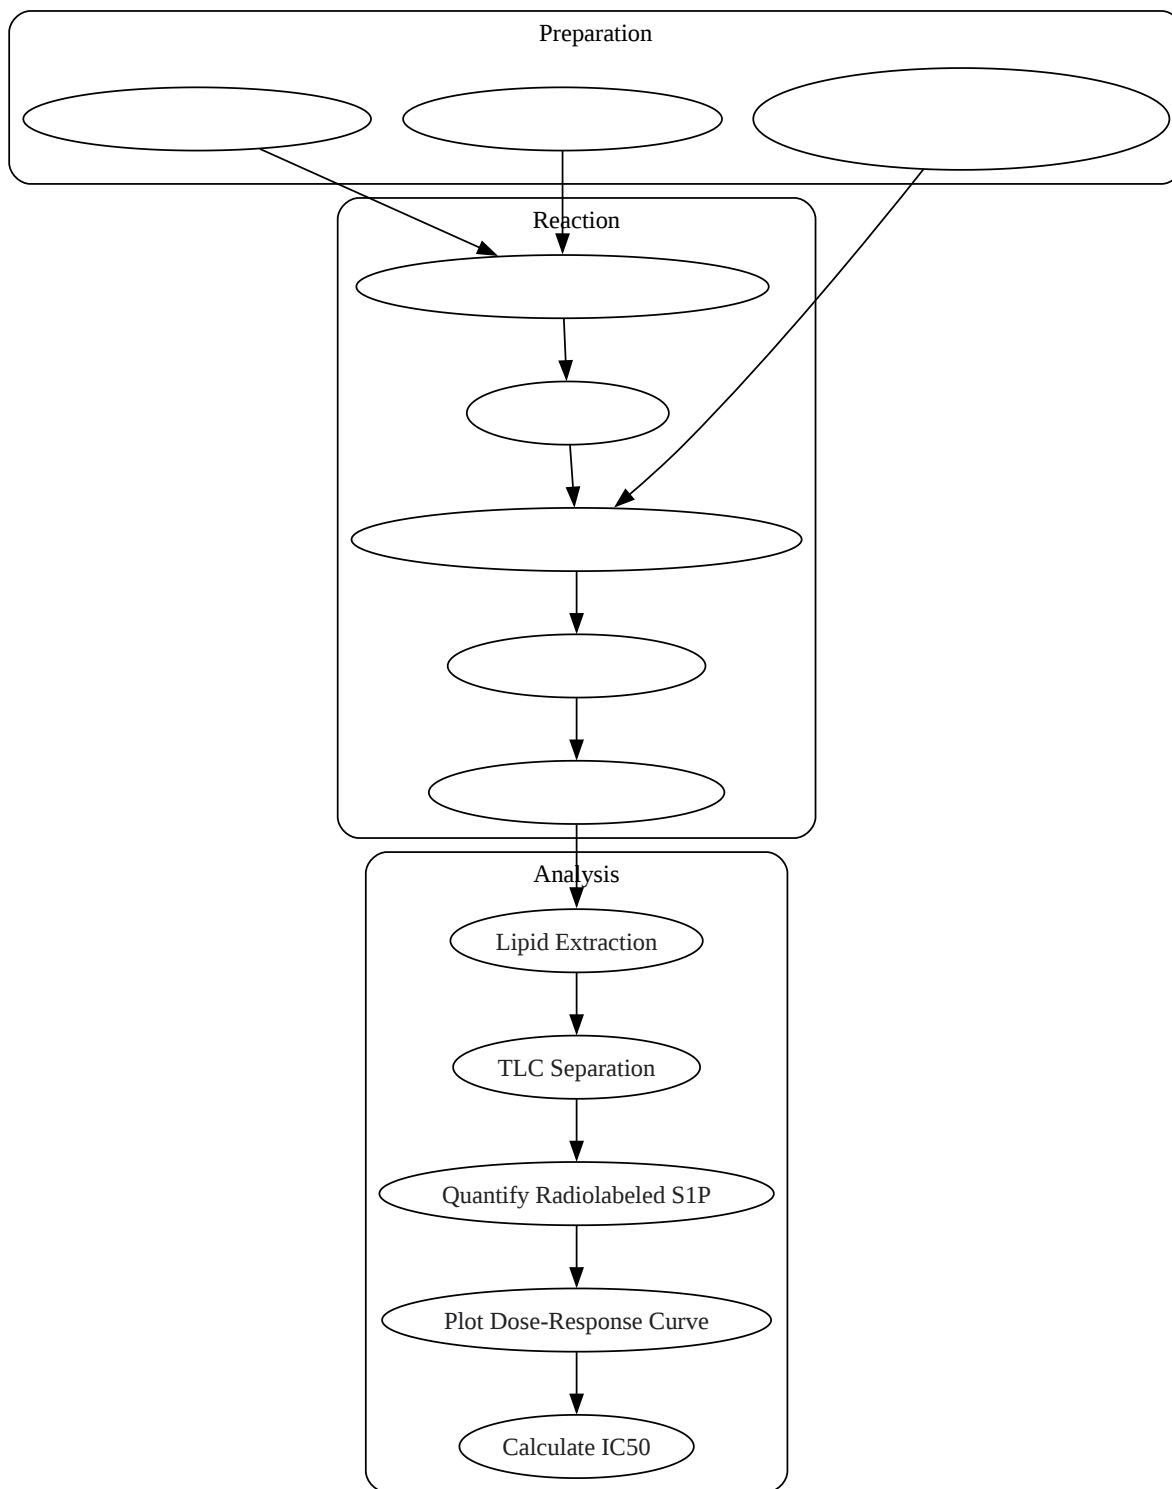 Preparation
Reaction
Analysis
Lipid Extraction
TLC Separation
Quantify Radiolabeled S1P
Plot Dose-Response Curve
Calculate IC50